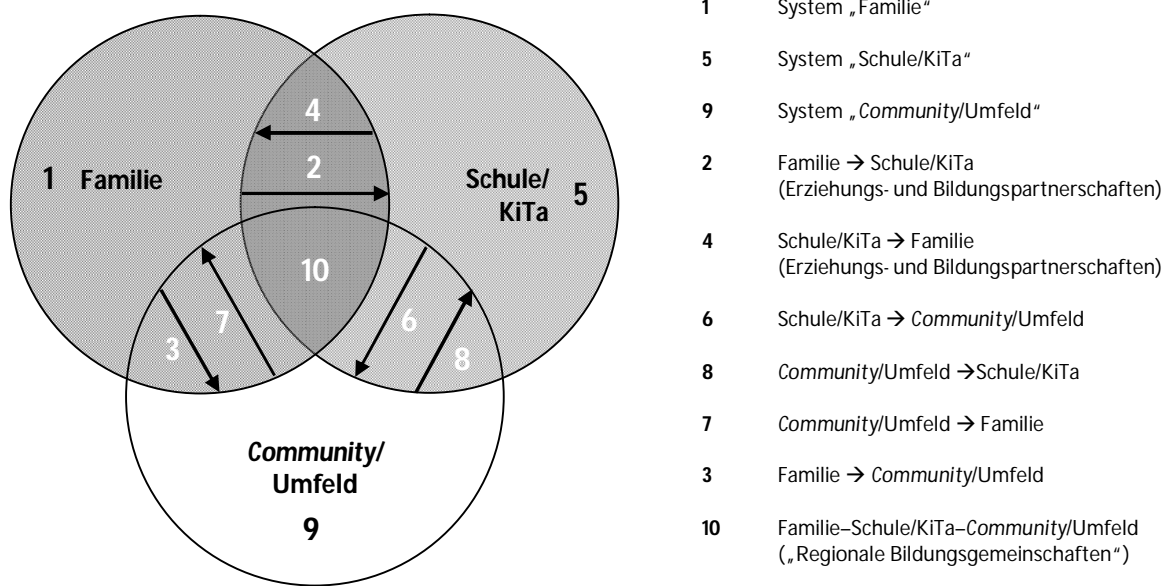 4
2
1 Familie
Schule/
KiTa 5
10
7
3
6
8
Community/
Umfeld
9
1 System „Familie"
5 System „Schule/KiTa"
9 System „Community/Umfeld"
2 Familie → Schule/KiTa
(Erziehungs- und Bildungspartnerschaften)
4 Schule/KiTa → Familie
(Erziehungs- und Bildungspartnerschaften)
6 Schule/KiTa → Community/Umfeld
8 Community/Umfeld →Schule/KiTa
7 Community/Umfeld → Familie
3 Familie → Community/Umfeld
10 Familie–Schule/KiTa–Community/Umfeld
(„Regionale Bildungsgemeinschaften")